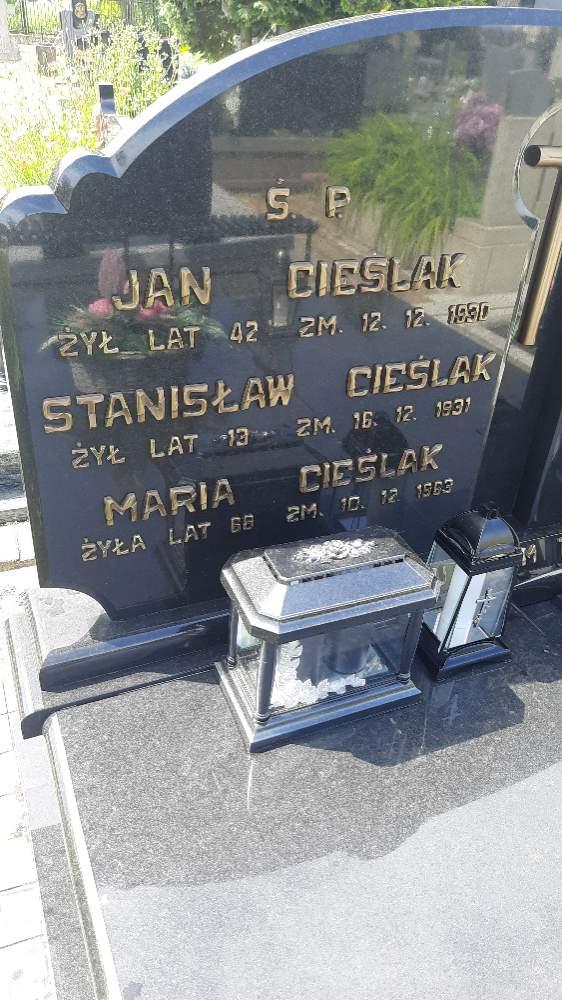 Ś. P.
JAN CIEŚLAK
ŻYŁ LAT 42 ZM. 12. 12. 1930
STANISŁAW CIEŚLAK
ŻYŁ LAT 13 ZM. 16. 12. 1931
MARIA CIEŚLAK
ŻYŁA LAT 68 ZM. 10. 12. 1963